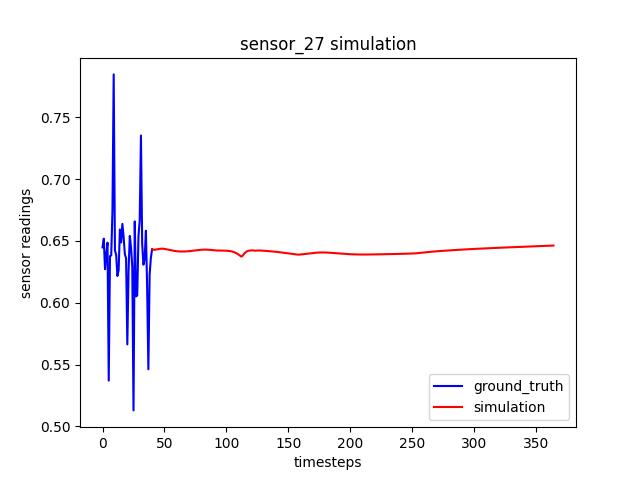 sensor_27 simulation
sensor readings
0.75
0.70
0.65
0.60
0.55
0.50
0 50 100 150 200 250 300 350
timesteps
ground_truth
simulation